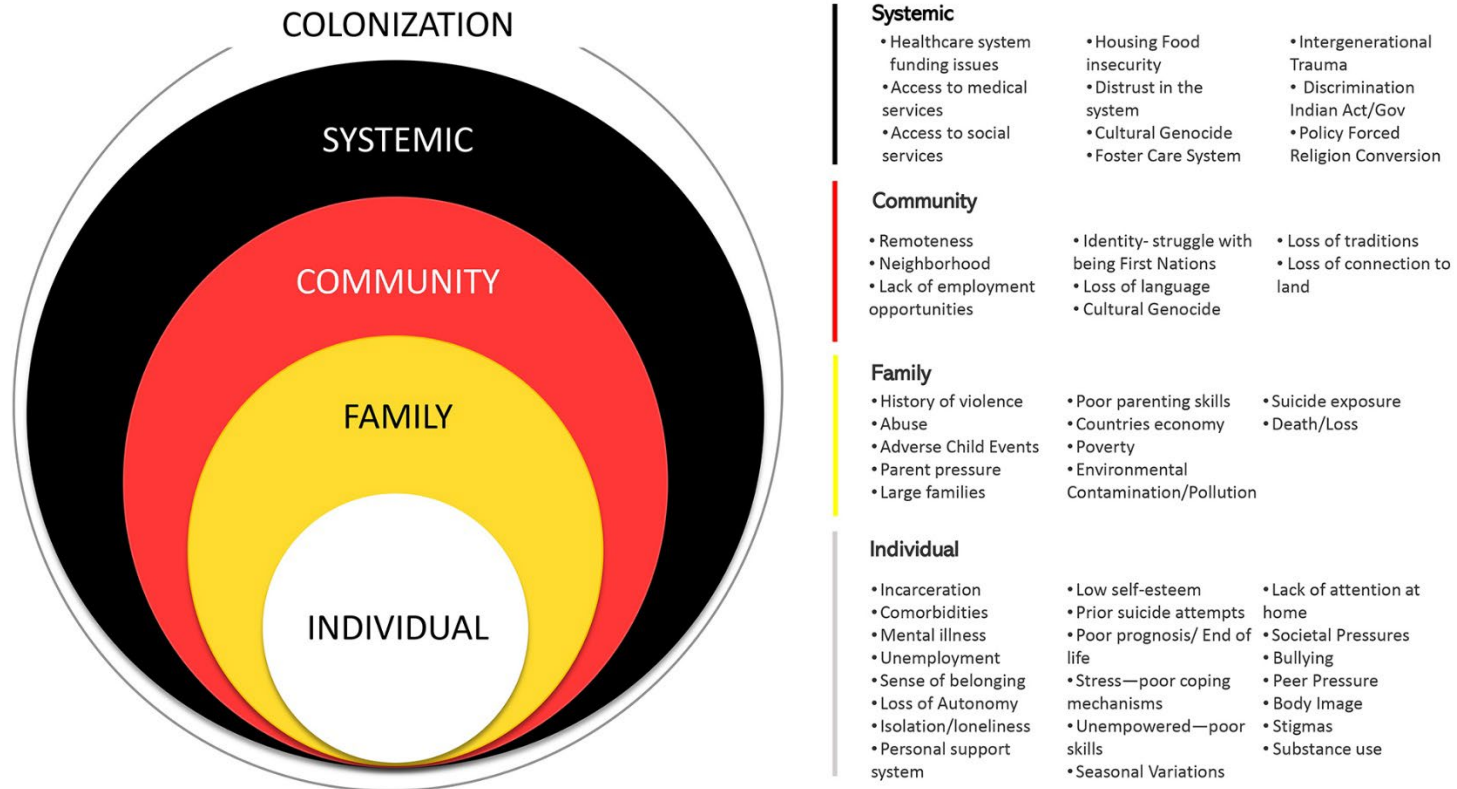 COLONIZATION
SYSTEMIC
COMMUNITY
FAMILY
INDIVIDUAL
Systemic
• Healthcare system
funding issues
• Access to medical
services
• Access to social
services
• Housing Food
insecurity
• Distrust in the
system
• Cultural Genocide
• Foster Care System
• Intergenerational
Trauma
• Discrimination
Indian Act/Gov
• Policy Forced
Religion Conversion
Community
• Remoteness
• Neighborhood
• Lack of employment
opportunities
• Identity- struggle with
being First Nations
• Loss of language
• Cultural Genocide
• Loss of traditions
• Loss of connection to
land
Family
• History of violence
• Abuse
• Adverse Child Events
• Parent pressure
• Large families
• Poor parenting skills
• Countries economy
• Poverty
• Environmental
Contamination/Pollution
• Suicide exposure
• Death/Loss
Individual
• Incarceration
• Comorbidities
• Mental illness
• Unemployment
• Sense of belonging
• Loss of Autonomy
• Isolation/loneliness
• Personal support
system
• Low self-esteem
• Prior suicide attempts
• Poor prognosis/ End of
life
• Stress—poor coping
mechanisms
• Unempowered—poor
skills
• Seasonal Variations
• Lack of attention at
home
• Societal Pressures
• Bullying
• Peer Pressure
• Body Image
• Stigmas
• Substance use